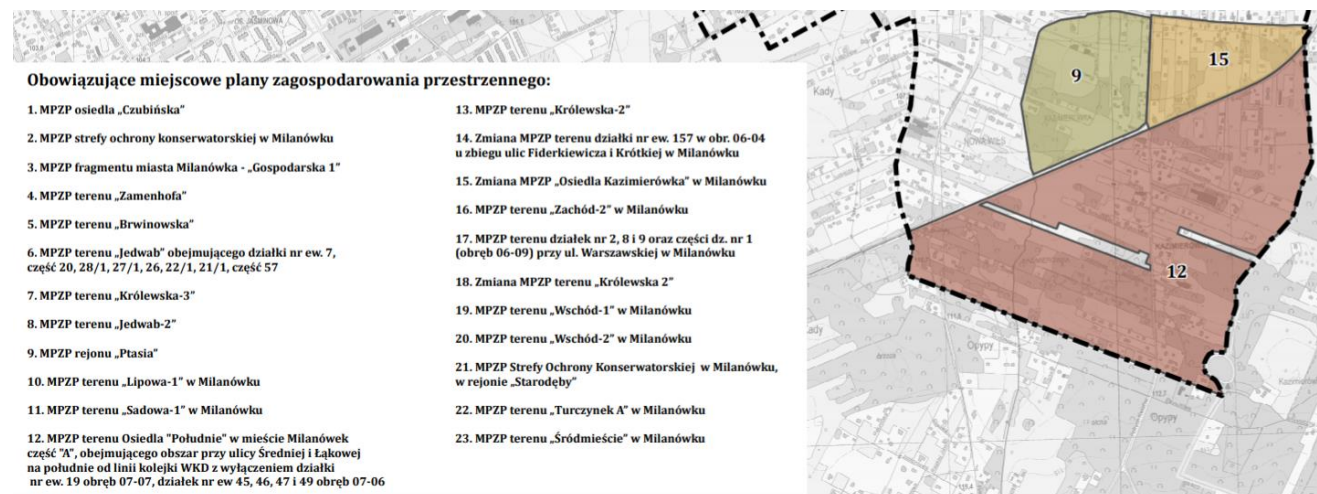 OS. JAŚMINOWA
Obowiązujące miejscowe plany zagospodarowania przestrzennego:
1. MPZP osiedla „Czubińska”
2. MPZP strefy ochrony konserwatorskiej w Milanówku
3. MPZP fragmentu miasta Milanówka - „Gospodarska 1”
4. MPZP terenu „Zamenhofa”
5. MPZP terenu „Brwinowska”
6. MPZP terenu „Jedwab” obejmującego działki nr ew. 7,
część 20, 28/1, 27/1, 26, 22/1, 21/1, część 57
7. MPZP terenu „Królewska-3”
8. MPZP terenu „Jedwab-2”
9. MPZP rejonu „Ptasia”
10. MPZP terenu „Lipowa-1” w Milanówku
11. MPZP terenu „Sadowa-1” w Milanówku
12. MPZP terenu Osiedla "Południe" w mieście Milanówek
część "A", obejmującego obszar przy ulicy Średniej i Łąkowej
na południe od linii kolejki WKD z wyłączeniem działki
nr ew. 19 obręb 07-07, działek nr ew 45, 46, 47 i 49 obręb 07-06
13. MPZP terenu „Królewska-2”
14. Zmiana MPZP terenu działki nr ew. 157 w obr. 06-04
u zbiegu ulic Fiderkiewicza i Krótkiej w Milanówku
15. Zmiana MPZP „Osiedla Kazimierówka” w Milanówku
16. MPZP terenu „Zachód-2” w Milanówku
17. MPZP terenu działek nr 2, 8 i 9 oraz części dz. nr 1
(obręb 06-09) przy ul. Warszawskiej w Milanówku
18. Zmiana MPZP terenu „Królewska 2”
19. MPZP terenu „Wschód-1” w Milanówku
20. MPZP terenu „Wschód-2” w Milanówku
21. MPZP Strefy Ochrony Konserwatorskiej w Milanówku,
w rejonie „Starodęby”
22. MPZP terenu „Turczynek A” w Milanówku
23. MPZP terenu „Śródmieście” w Milanówku
15
9
Kady
NOWA WIEŚ
12
Opypy
Opypy